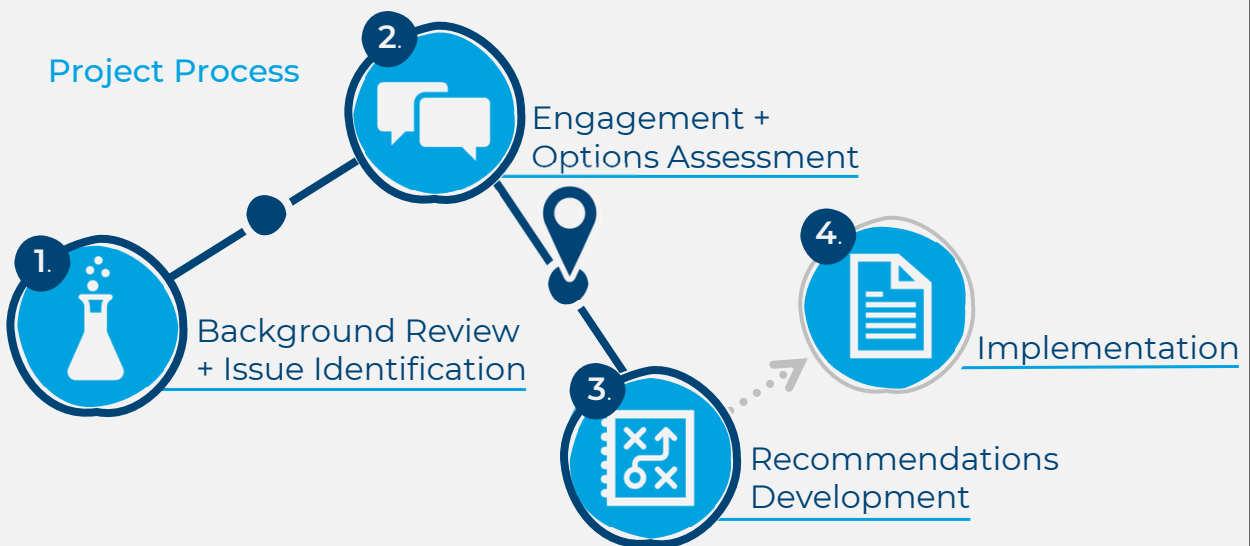 Project Process
1.
Background Review
+ Issue Identification
2.
Engagement +
Options Assessment
3.
Recommendations
Development
4.
Implementation